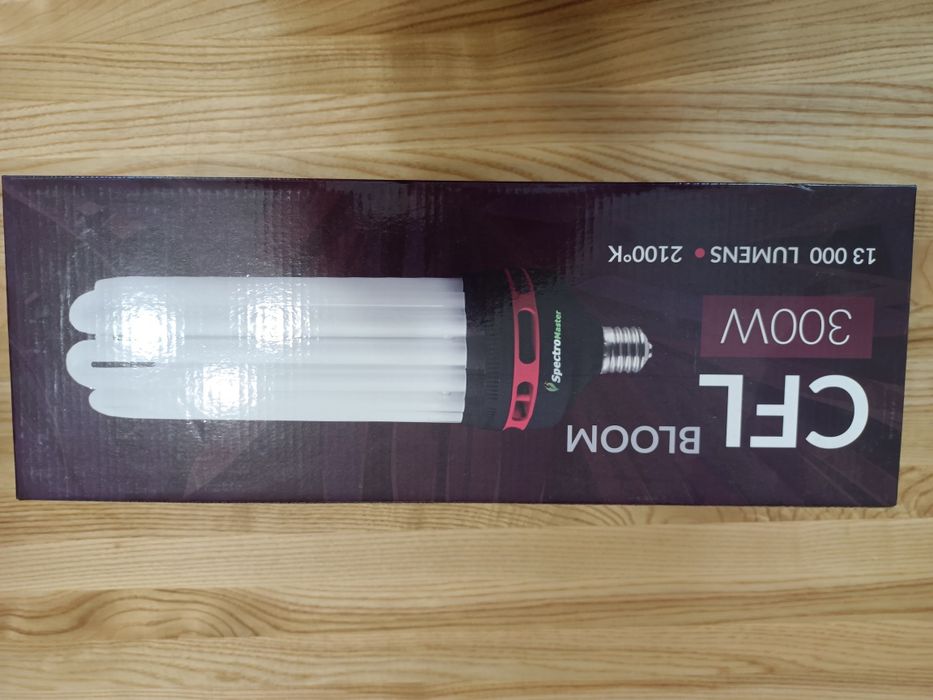 CFL BLOOM
300W
13 000 LUMENS • 2100°K
SpectroMaster